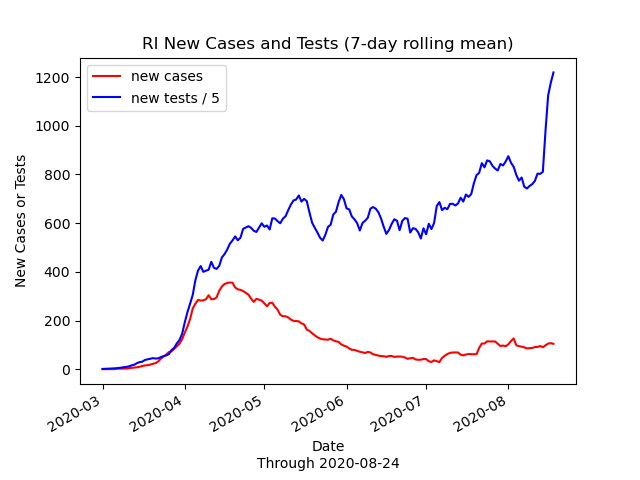 RI New Cases and Tests (7-day rolling mean)
new cases
new tests / 5
1200
1000
800
600
400
200
0
New Cases or Tests
2020-03
2020-04
2020-05
2020-06
2020-07
2020-08
Date
Through 2020-08-24